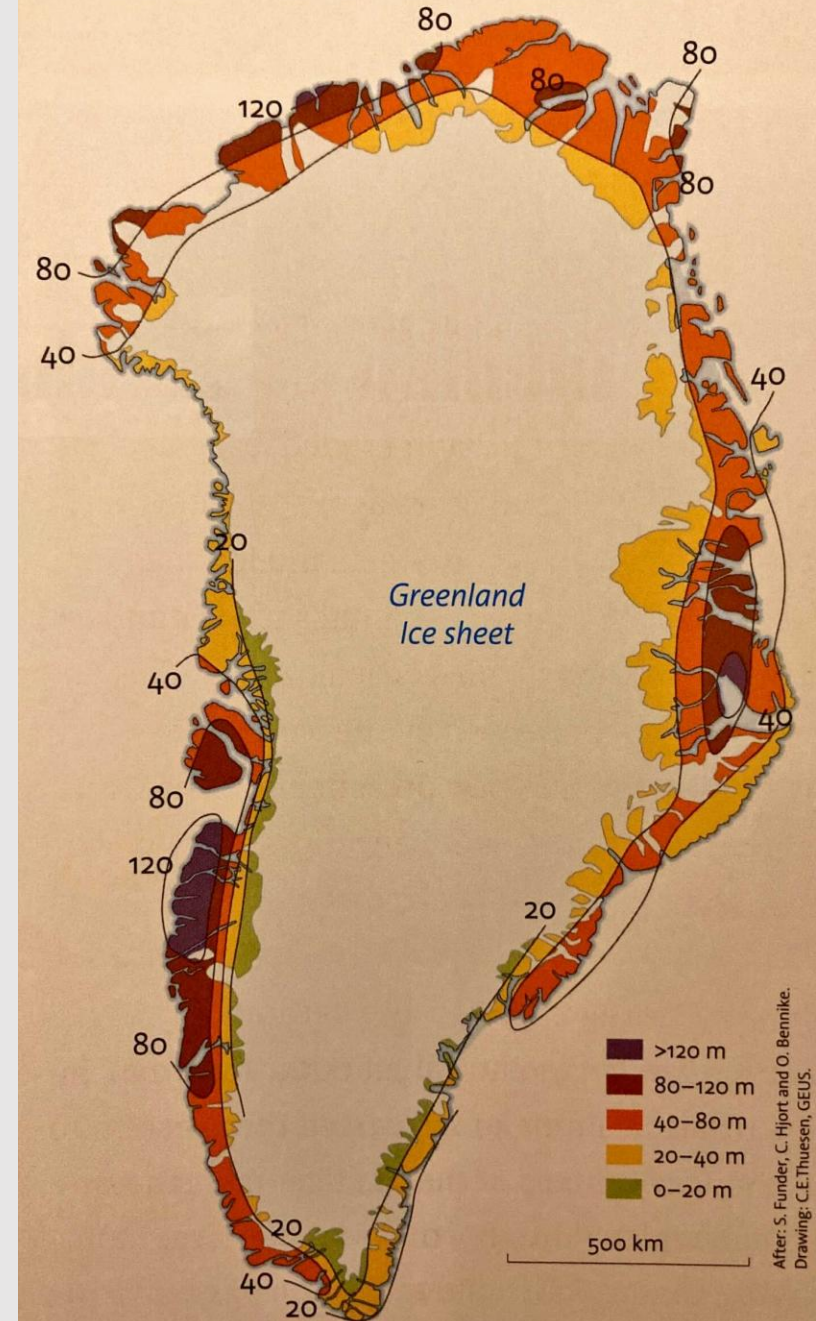 80
80
80
120
80
80
40
40
20
Greenland
Ice sheet
40
40
80
120
20
80
20
40
20
>120 m
80–120 m
40–80 m
20–40 m
0–20 m
500 km
After: S. Funder, C. Hjort and O. Bennike.
Drawing: C.E.Thuesen, GEUS.